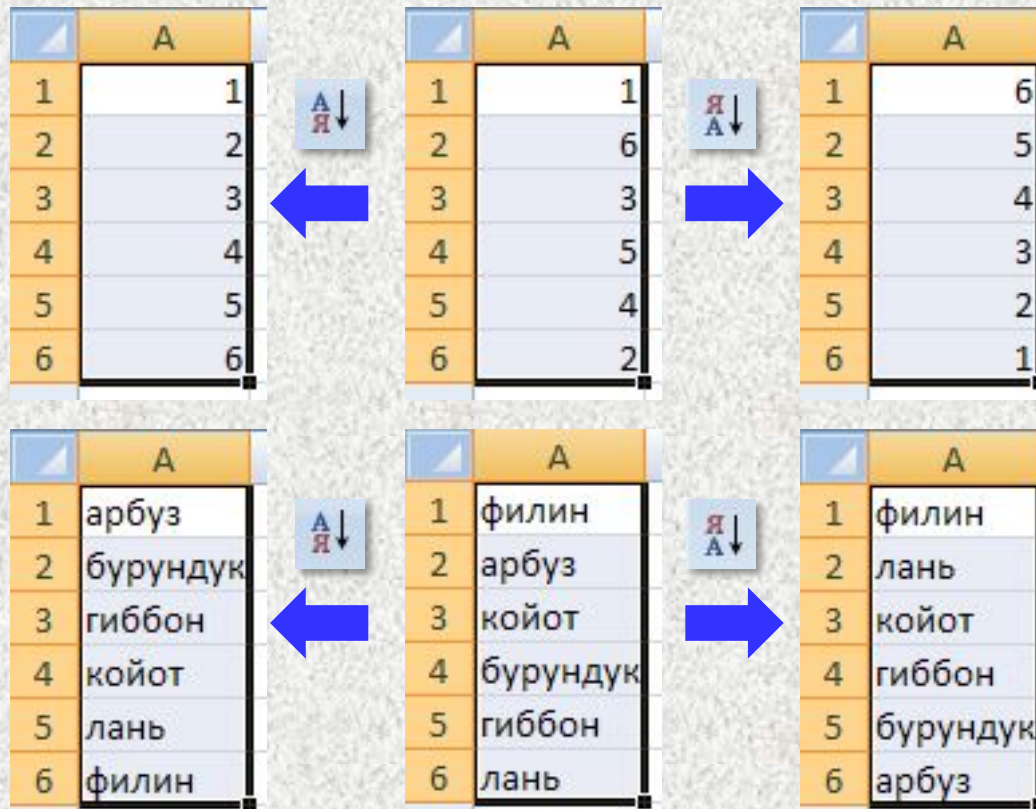 A A A
1 1 А Я 1 1 Я А 1 6
2 2 2 6 2 5
3 3 3 3 3 4
4 4 4 5 4 3
5 5 5 4 5 2
6 6 6 2 6 1
A A A
1 арбуз А Я 1 филин Я А 1 филин
2 бурундук 2 арбуз 2 лань
3 гиббон 3 койот 3 койот
4 койот 4 бурундук 4 гиббон
5 лань 5 гиббон 5 бурундук
6 филин 6 лань 6 арбуз